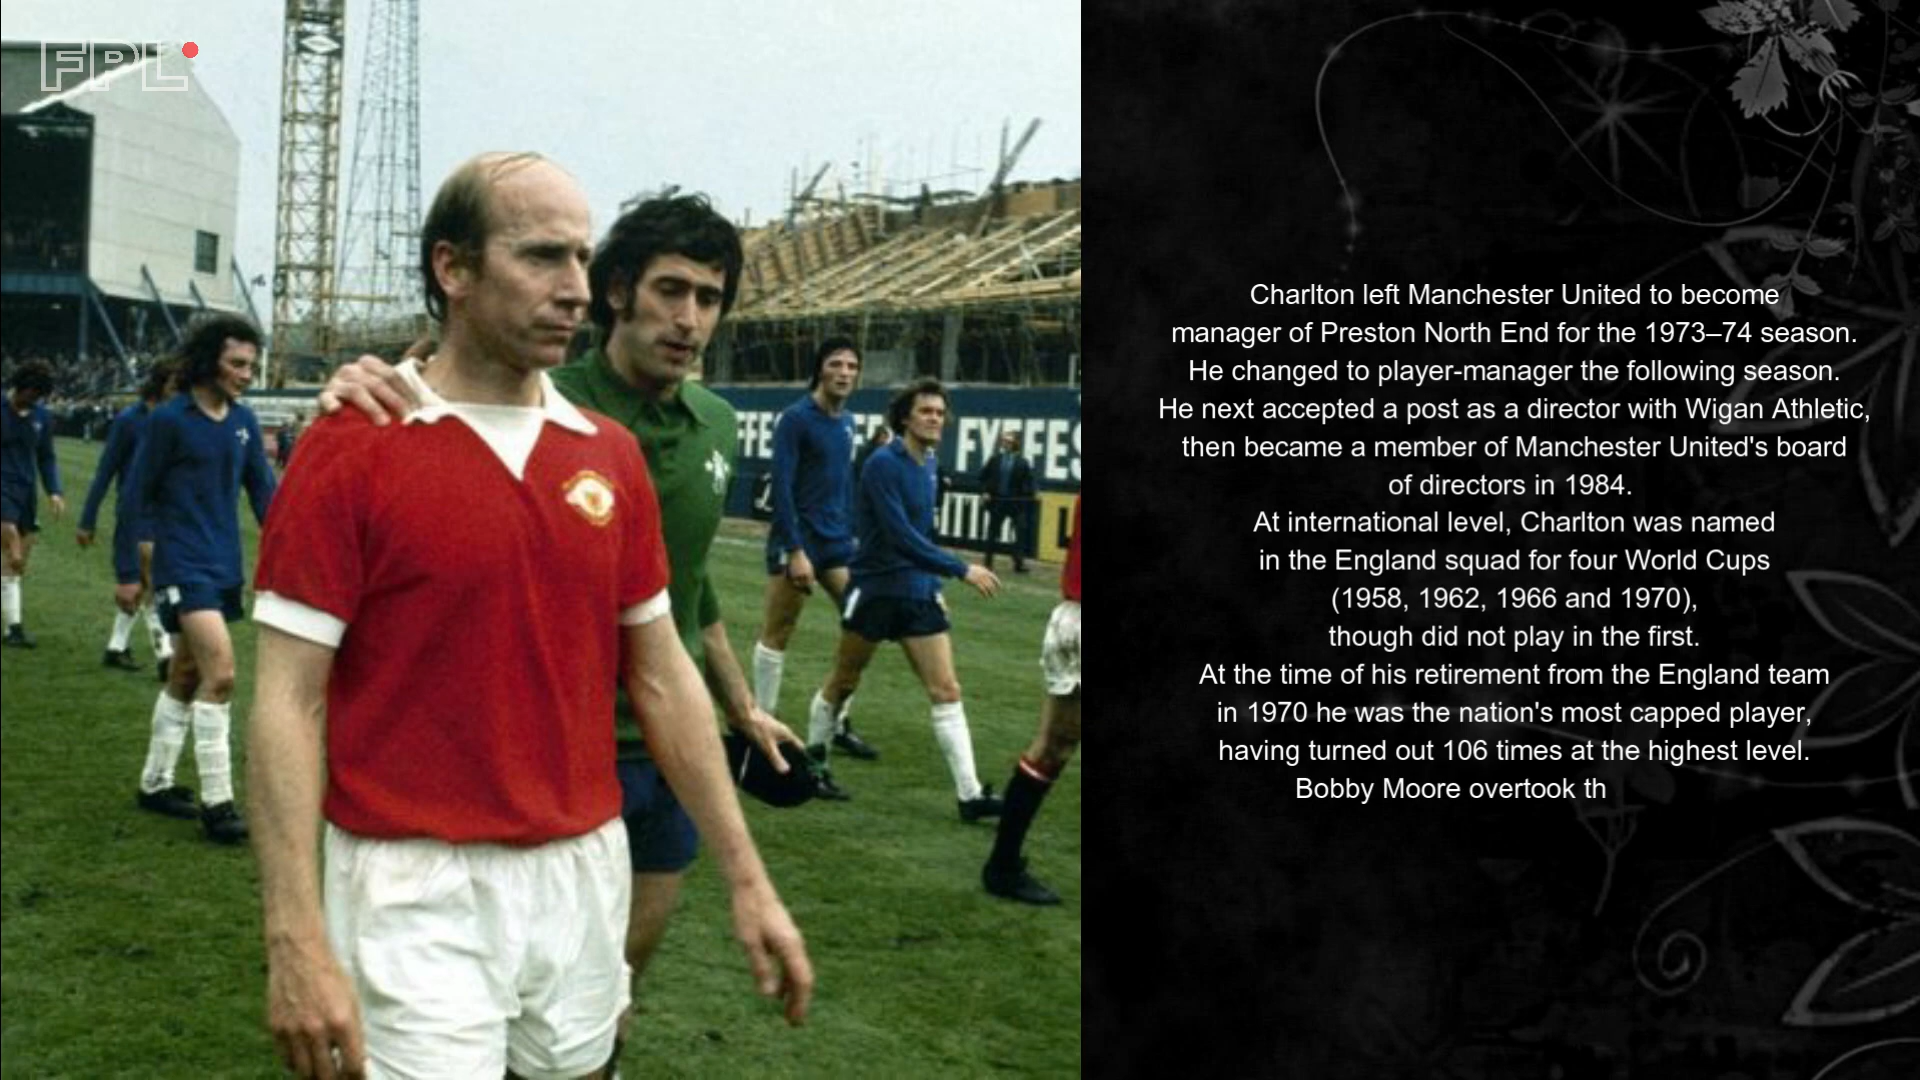 FPL
FFES
FYFFES
Charlton left Manchester United to become
manager of Preston North End for the 1973–74 season.
He changed to player-manager the following season.
He next accepted a post as a director with Wigan Athletic,
then became a member of Manchester United's board
of directors in 1984.
At international level, Charlton was named
in the England squad for four World Cups
(1958, 1962, 1966 and 1970),
though did not play in the first.
At the time of his retirement from the England team
in 1970 he was the nation's most capped player,
having turned out 106 times at the highest level.
Bobby Moore overtook th